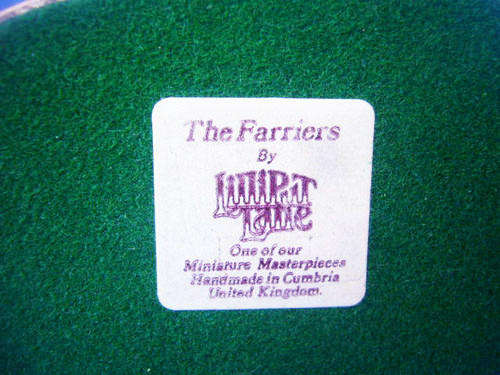 The Farriers
By
LILLIPUT
LANE
One of our
Miniature Masterpieces
Handmade in Cumbria
United Kingdom.